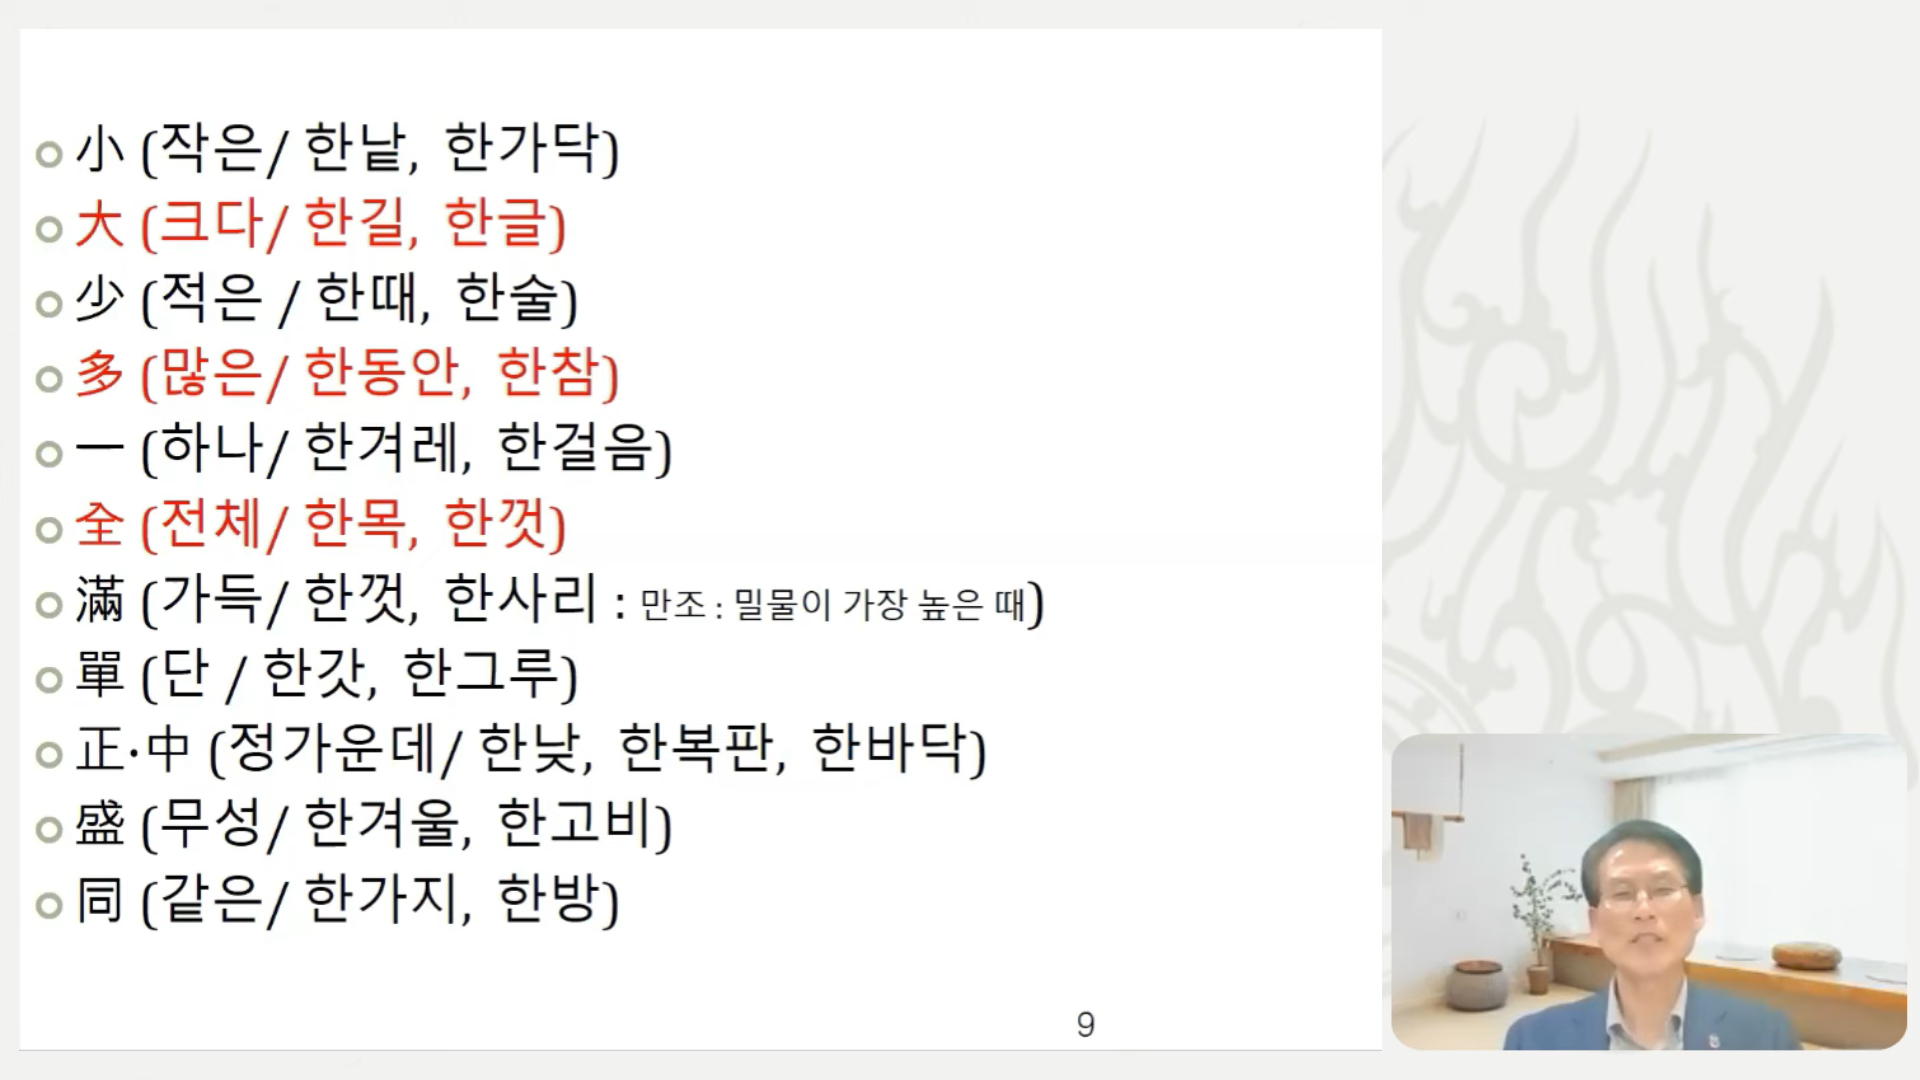 小 (작은/ 한낱, 한가닥)
大 (크다/ 한길, 한글)
少 (적은 / 한때, 한술)
多 (많은/ 한동안, 한참)
一 (하나/ 한겨레, 한걸음)
全 (전체/ 한목, 한껏)
滿 (가득/ 한껏, 한사리 : 만조 : 밀물이 가장 높은 때)
單 (단 / 한갓, 한그루)
正·中 (정가운데/ 한낮, 한복판, 한바닥)
盛 (무성/ 한겨울, 한고비)
同 (같은/ 한가지, 한방)
9